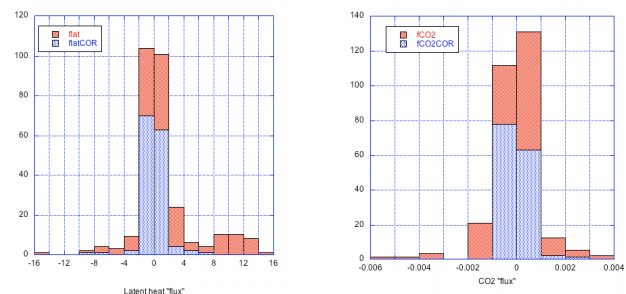 120
100
80
60
40
20
0
flat
flatCOR
-16 -12 -8 -4 0 4 8 12 16
Latent heat "flux"
140
120
100
80
60
40
20
0
fCO2
fCO2COR
-0.006 -0.004 -0.002 0 0.002 0.004
CO2 "flux"